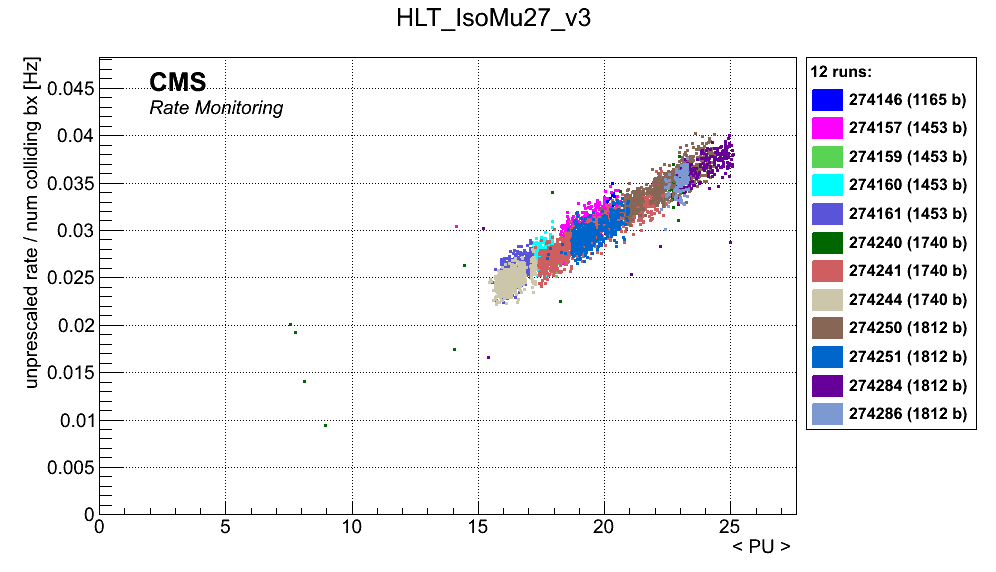 HLT_IsoMu27_v3
unprescaled rate / num colliding bx [Hz]
CMS
Rate Monitoring
0.045
0.04
0.035
0.03
0.025
0.02
0.015
0.01
0.005
0
0 5 10 15 20 25
< PU >
12 runs:
274146 (1165 b)
274157 (1453 b)
274159 (1453 b)
274160 (1453 b)
274161 (1453 b)
274240 (1740 b)
274241 (1740 b)
274244 (1740 b)
274250 (1812 b)
274251 (1812 b)
274284 (1812 b)
274286 (1812 b)